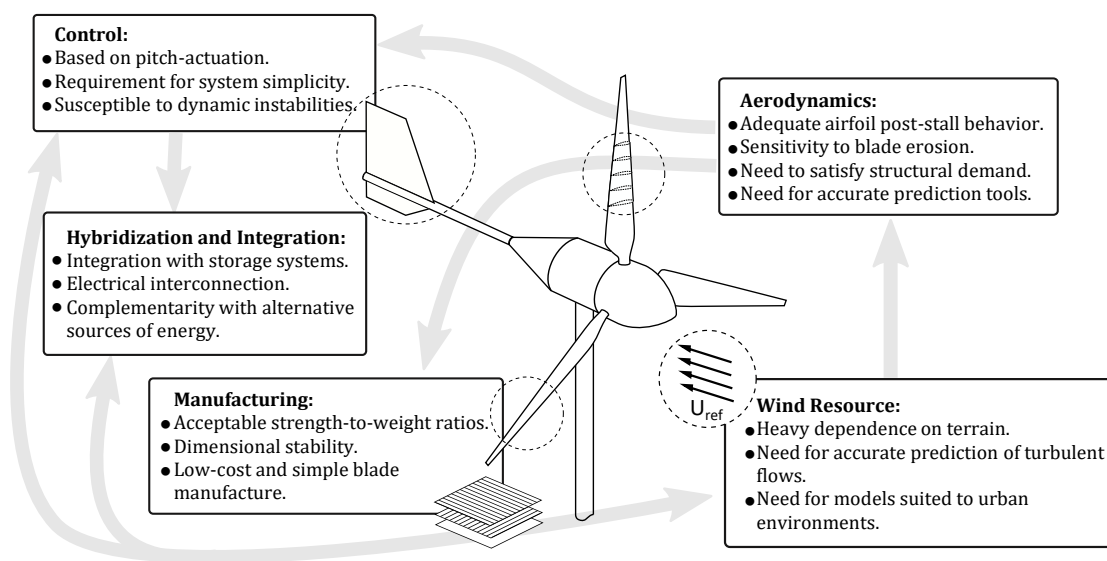 Control:
● Based on pitch-actuation.
● Requirement for system simplicity.
● Susceptible to dynamic instabilities.
Aerodynamics:
● Adequate airfoil post-stall behavior.
● Sensitivity to blade erosion.
● Need to satisfy structural demand.
● Need for accurate prediction tools.
Hybridization and Integration:
● Integration with storage systems.
● Electrical interconnection.
● Complementarity with alternative
sources of energy.
Manufacturing:
● Acceptable strength-to-weight ratios.
● Dimensional stability.
● Low-cost and simple blade
manufacture.
Uref
Wind Resource:
● Heavy dependence on terrain.
● Need for accurate prediction of turbulent
flows.
● Need for models suited to urban
environments.